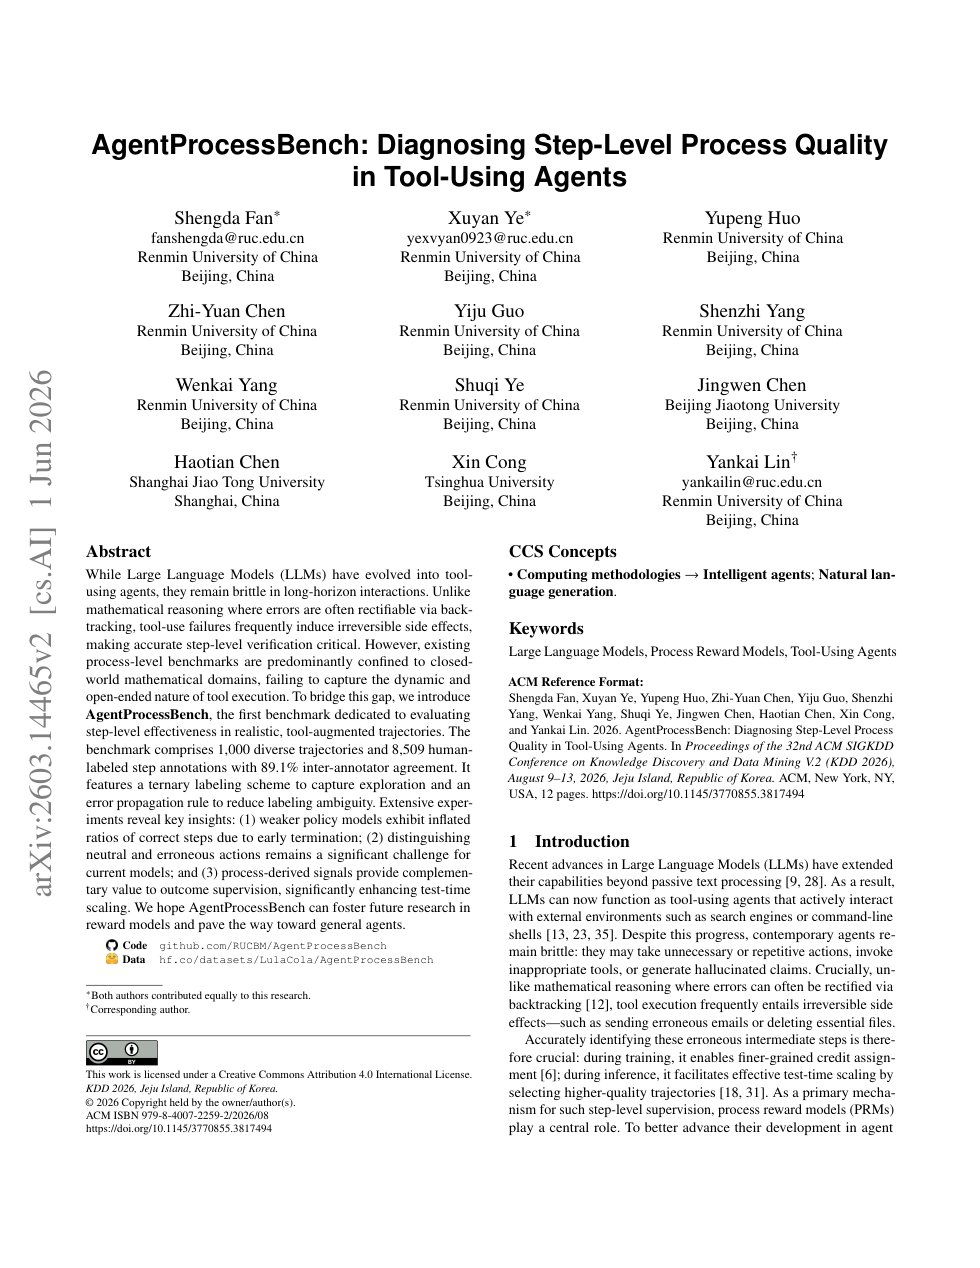 AgentProcessBench: Diagnosing Step-Level Process Quality
in Tool-Using Agents
Shengda Fan*
fanshengda@ruc.edu.cn
Renmin University of China
Beijing, China
Xuyan Ye*
yexvyan0923@ruc.edu.cn
Renmin University of China
Beijing, China
Yupeng Huo
Renmin University of China
Beijing, China
Zhi-Yuan Chen
Renmin University of China
Beijing, China
Yiju Guo
Renmin University of China
Beijing, China
Shenzhi Yang
Renmin University of China
Beijing, China
Wenkai Yang
Renmin University of China
Beijing, China
Shuqi Ye
Renmin University of China
Beijing, China
Jingwen Chen
Beijing Jiaotong University
Beijing, China
Haotian Chen
Shanghai Jiao Tong University
Shanghai, China
Xin Cong
Tsinghua University
Beijing, China
Yankai Lin†
yankailin@ruc.edu.cn
Renmin University of China
Beijing, China
arXiv:2603.14465v2 [cs.AI] 1 Jun 2026
Abstract
While Large Language Models (LLMs) have evolved into tool-
using agents, they remain brittle in long-horizon interactions. Unlike
mathematical reasoning where errors are often rectifiable via back-
tracking, tool-use failures frequently induce irreversible side effects,
making accurate step-level verification critical. However, existing
process-level benchmarks are predominantly confined to closed-
world mathematical domains, failing to capture the dynamic and
open-ended nature of tool execution. To bridge this gap, we introduce
AgentProcessBench, the first benchmark dedicated to evaluating
step-level effectiveness in realistic, tool-augmented trajectories. The
benchmark comprises 1,000 diverse trajectories and 8,509 human-
labeled step annotations with 89.1% inter-annotator agreement. It
features a ternary labeling scheme to capture exploration and an
error propagation rule to reduce labeling ambiguity. Extensive exper-
iments reveal key insights: (1) weaker policy models exhibit inflated
ratios of correct steps due to early termination; (2) distinguishing
neutral and erroneous actions remains a significant challenge for
current models; and (3) process-derived signals provide complemen-
tary value to outcome supervision, significantly enhancing test-time
scaling. We hope AgentProcessBench can foster future research in
reward models and pave the way toward general agents.
Code github.com/RUCBM/AgentProcessBench
Data hf.co/datasets/LulaCola/AgentProcessBench
*Both authors contributed equally to this research.
†Corresponding author.
cc BY
This work is licensed under a Creative Commons Attribution 4.0 International License.
KDD 2026, Jeju Island, Republic of Korea.
© 2026 Copyright held by the owner/author(s).
ACM ISBN 979-8-4007-2259-2/2026/08
https://doi.org/10.1145/3770855.3817494
CCS Concepts
• Computing methodologies → Intelligent agents; Natural lan-
guage generation.
Keywords
Large Language Models, Process Reward Models, Tool-Using Agents
ACM Reference Format:
Shengda Fan, Xuyan Ye, Yupeng Huo, Zhi-Yuan Chen, Yiju Guo, Shenzhi
Yang, Wenkai Yang, Shuqi Ye, Jingwen Chen, Haotian Chen, Xin Cong,
and Yankai Lin. 2026. AgentProcessBench: Diagnosing Step-Level Process
Quality in Tool-Using Agents. In Proceedings of the 32nd ACM SIGKDD
Conference on Knowledge Discovery and Data Mining V.2 (KDD 2026),
August 9–13, 2026, Jeju Island, Republic of Korea. ACM, New York, NY,
USA, 12 pages. https://doi.org/10.1145/3770855.3817494
1 Introduction
Recent advances in Large Language Models (LLMs) have extended
their capabilities beyond passive text processing [9, 28]. As a result,
LLMs can now function as tool-using agents that actively interact
with external environments such as search engines or command-line
shells [13, 23, 35]. Despite this progress, contemporary agents re-
main brittle: they may take unnecessary or repetitive actions, invoke
inappropriate tools, or generate hallucinated claims. Crucially, un-
like mathematical reasoning where errors can often be rectified via
backtracking [12], tool execution frequently entails irreversible side
effects—such as sending erroneous emails or deleting essential files.
Accurately identifying these erroneous intermediate steps is there-
fore crucial: during training, it enables finer-grained credit assign-
ment [6]; during inference, it facilitates effective test-time scaling by
selecting higher-quality trajectories [18, 31]. As a primary mecha-
nism for such step-level supervision, process reward models (PRMs)
play a central role. To better advance their development in agent